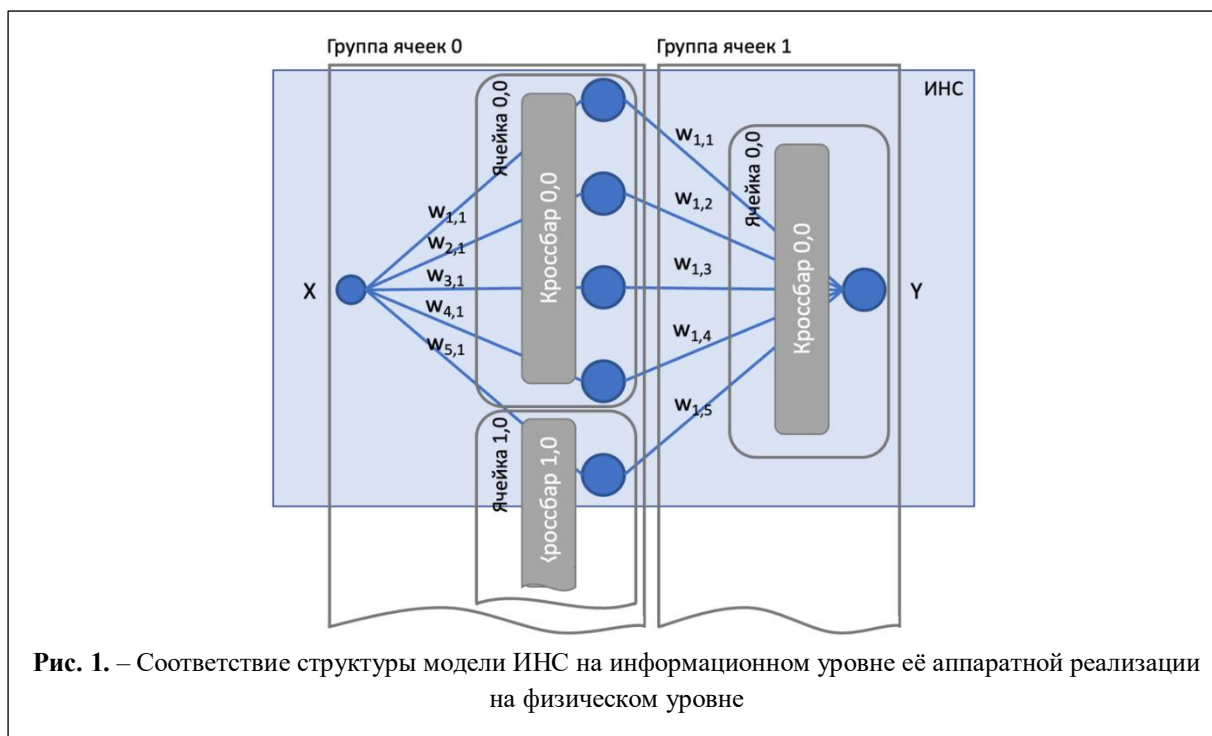 Группа ячеек 0
Группа ячеек 1
ИНС
Ячейка 0,0
Кроссбар 0,0
w1,1
w2,1
w3,1
w4,1
w5,1
X
Ячейка 1,0
Кроссбар 1,0
w1,1
w1,2
w1,3
w1,4
w1,5
Ячейка 0,0
Кроссбар 0,0
Y
Рис. 1. – Соответствие структуры модели ИНС на информационном уровне её аппаратной реализации
на физическом уровне